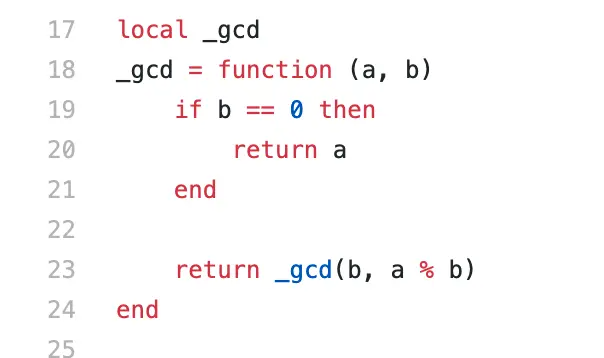 17 local _gcd
18 _gcd = function (a, b)
19     if b == 0 then
20         return a
21     end
22
23     return _gcd(b, a % b)
24 end
25